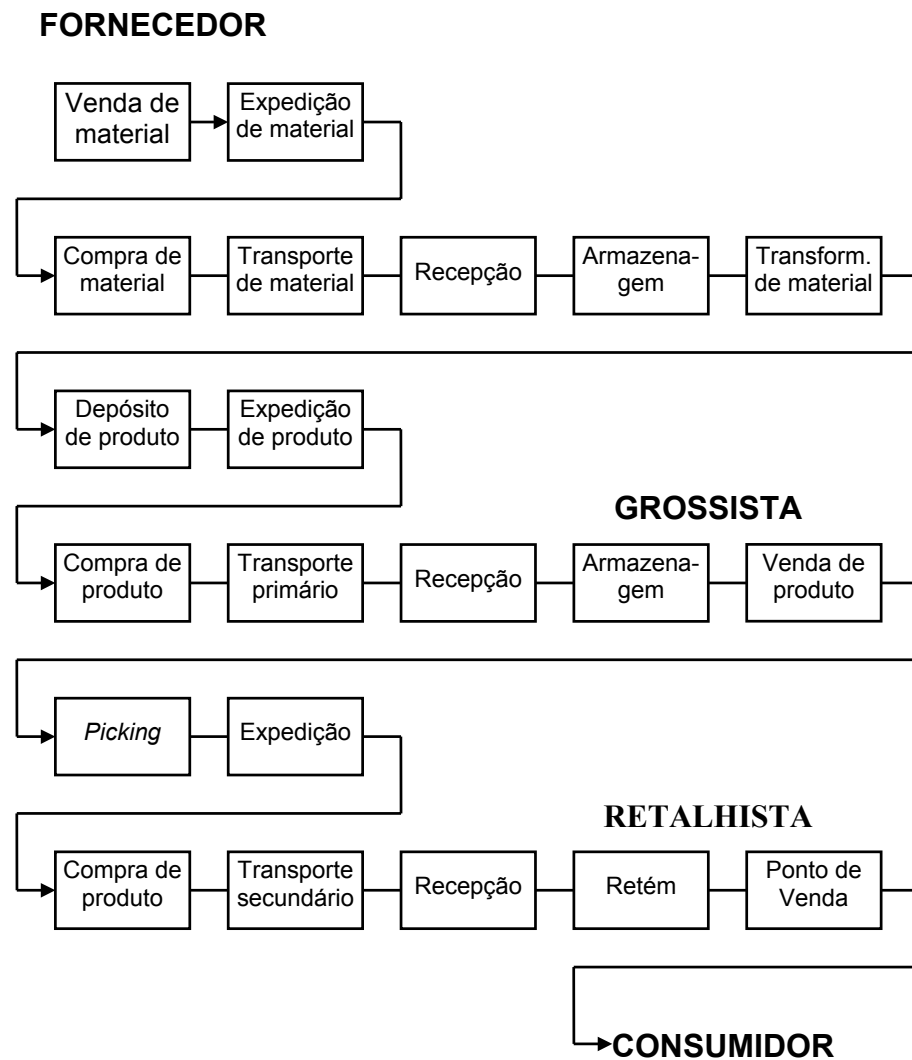 FORNECEDOR
Venda de
material
Expedição
de material
Compra de
material
Transporte
de material
Recepção
Armazena-
gem
Transform.
de material
Depósito
de produto
Expedição
de produto
GROSSISTA
Compra de
produto
Transporte
primário
Recepção
Armazena-
gem
Venda de
produto
Picking
Expedição
RETALHISTA
Compra de
produto
Transporte
secundário
Recepção
Retém
Ponto de
Venda
CONSUMIDOR